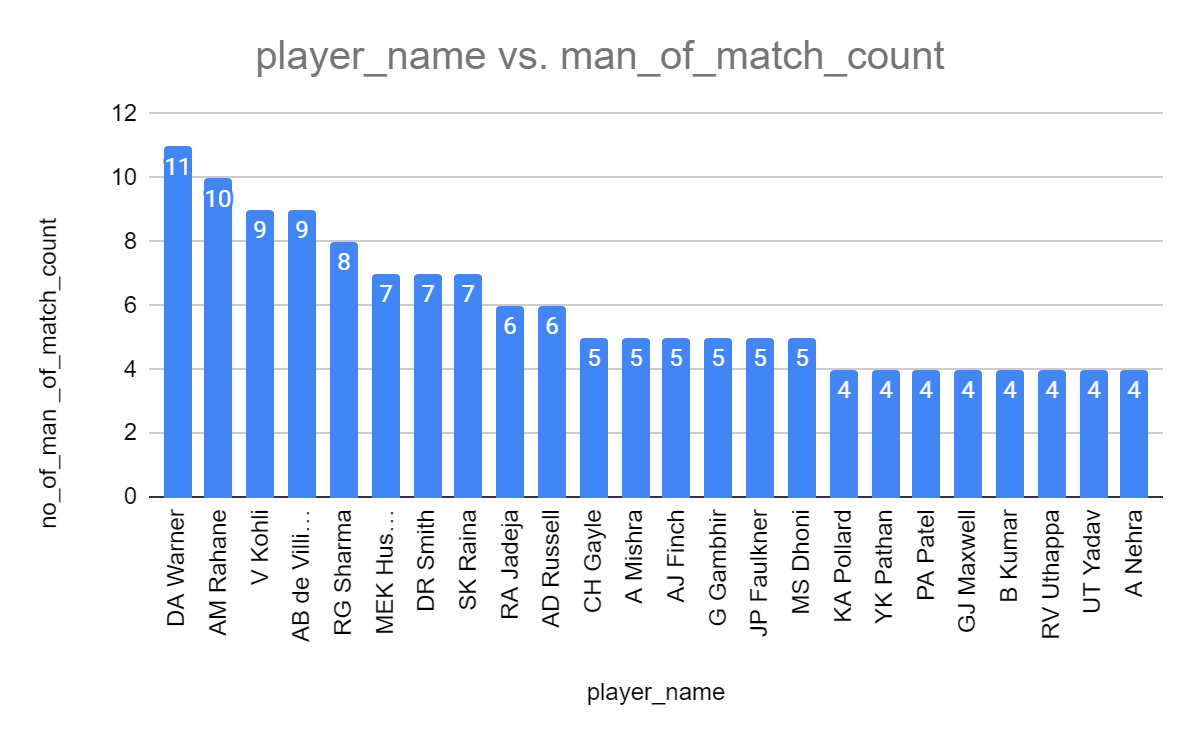 player_name vs. man_of_match_count
no_of_man _of_match_count
12
10
8
6
4
2
0
11
10
9
9
8
7
7
7
6
6
5
5
5
5
5
5
4
4
4
4
4
4
4
4
DA Warner
AM Rahane
V Kohli
AB de Villi…
RG Sharma
MEK Hus…
DR Smith
SK Raina
RA Jadeja
AD Russell
CH Gayle
A Mishra
AJ Finch
G Gambhir
JP Faulkner
MS Dhoni
KA Pollard
YK Pathan
PA Patel
GJ Maxwell
B Kumar
RV Uthappa
UT Yadav
A Nehra
player_name